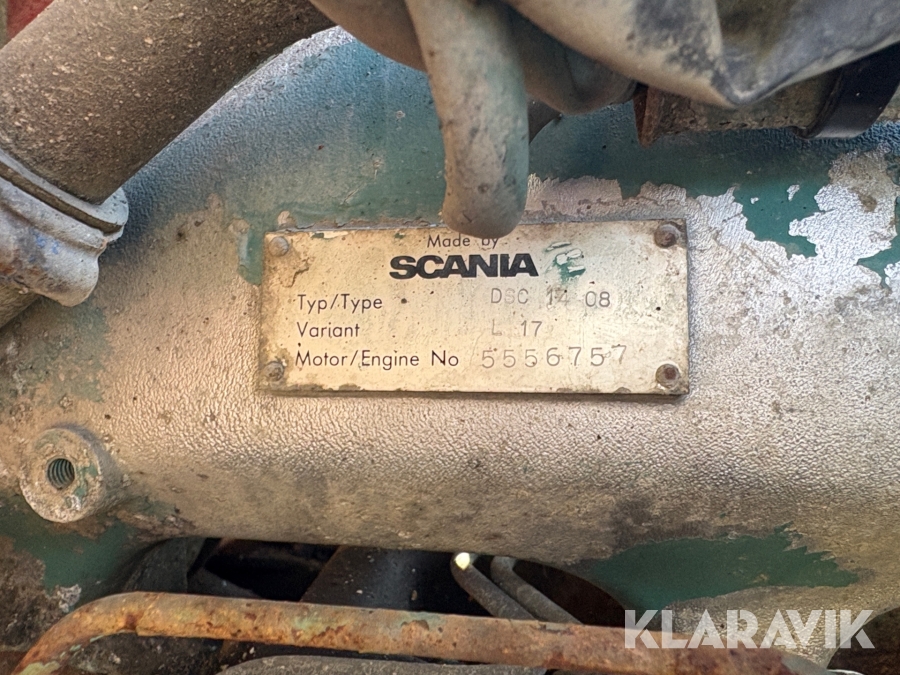 Made by
SCANIA
Typ/Type DSC 14 08
Variant L 17
Motor/Engine No 5556757
KLARAVIK